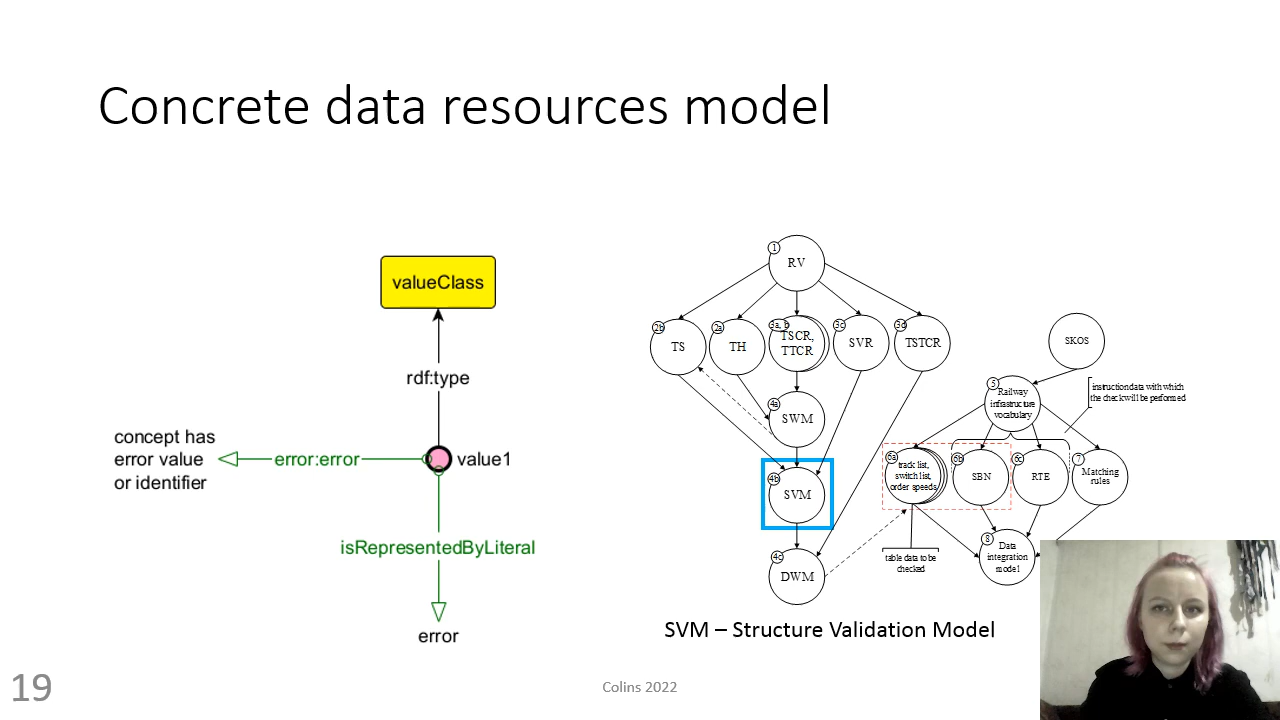 Concrete data resources model
valueClass
rdf:type
concept has
error value
or identifier
error:error
value1
isRepresentedByLiteral
error
1
RV
2b
TS
2a
TH
3a, b
TSCR,
TTCR
3c
SVR
3d
TSTCR
SKOS
4a
SWM
5
Railway
infrastructure
vocabulary
instruction data with which
the check will be performed
4b
SVM
6a
track list,
switch list,
order speeds
6b
SBN
6c
RTE
7
Matching
rules
4c
DWM
table data to be
checked
8
Data
integration
model
SVM – Structure Validation Model
19
Colins 2022